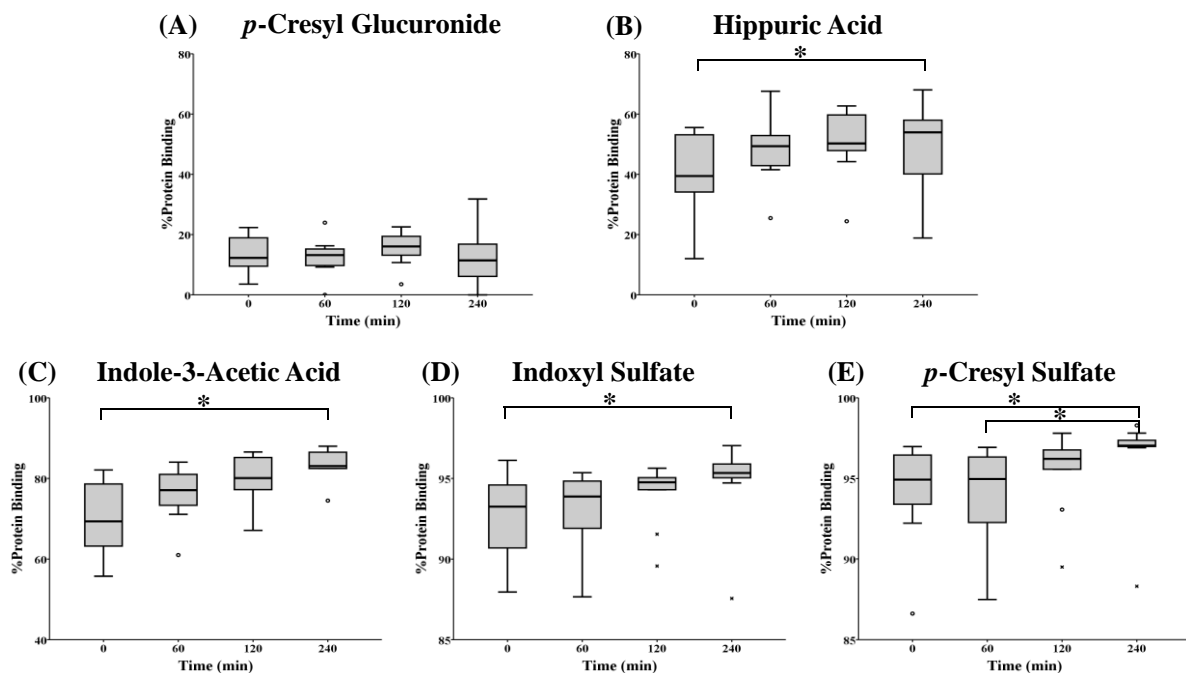 (A) p-Cresyl Glucuronide
%Protein Binding
80
60
40
20
0
0 60 120 240
Time (min)
(B) Hippuric Acid
%Protein Binding
80
60
40
20
0
*
0 60 120 240
Time (min)
(C) Indole-3-Acetic Acid
%Protein Binding
100
80
60
40
*
0 60 120 240
Time (min)
(D) Indoxyl Sulfate
%Protein Binding
100
95
90
85
*
0 60 120 240
Time (min)
(E) p-Cresyl Sulfate
%Protein Binding
100
95
90
85
*
*
0 60 120 240
Time (min)